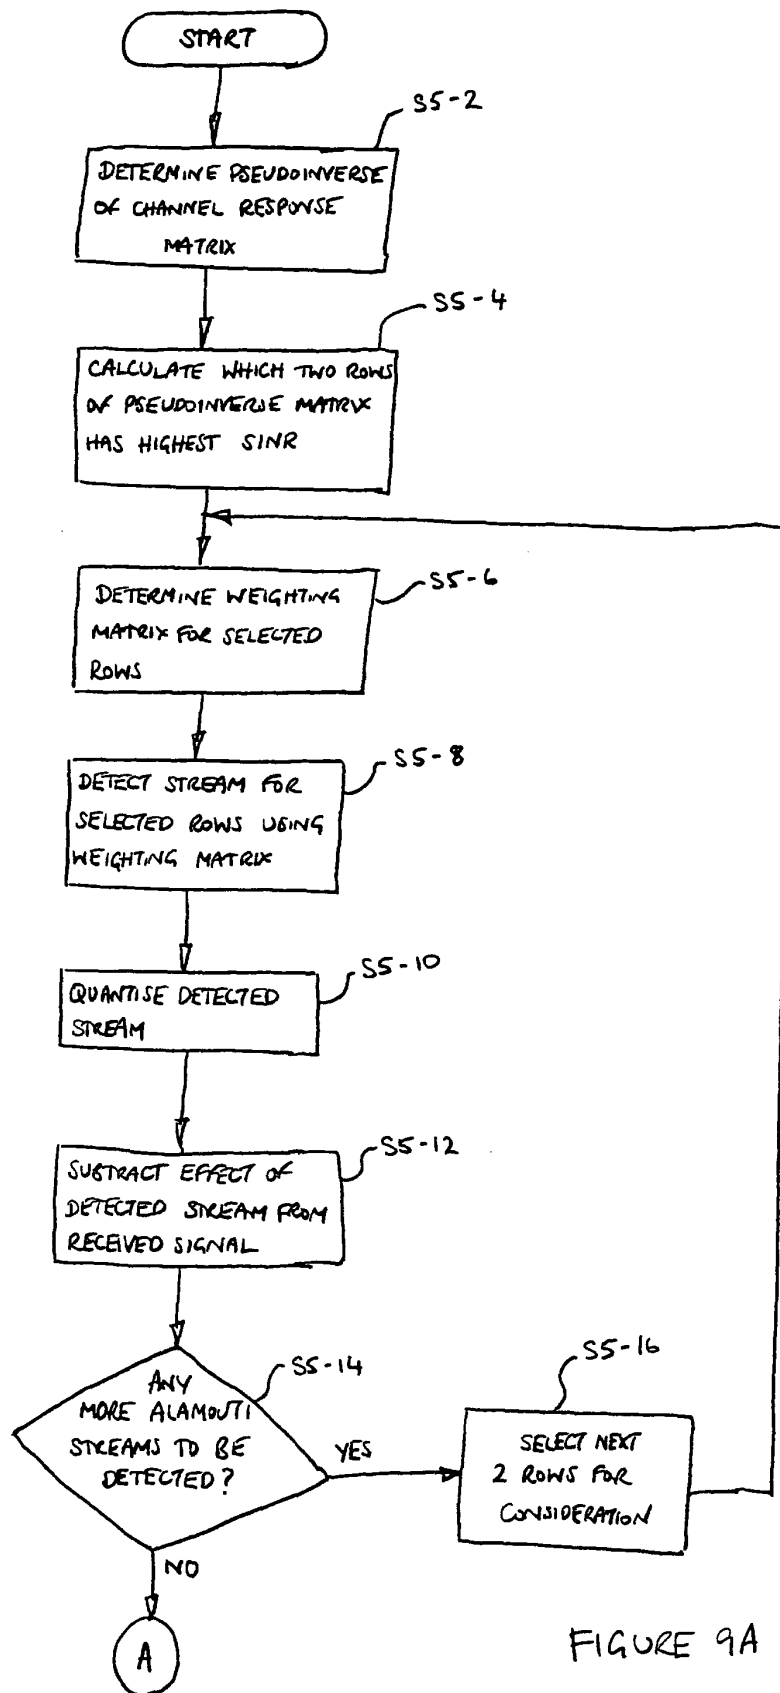 START
S5-2
DETERMINE PSEUDOINVERSE
OF CHANNEL RESPONSE
MATRIX
S5-4
CALCULATE WHICH TWO ROWS
OF PSEUDOINVERSE MATRIX
HAS HIGHEST SINR
S5-6
DETERMINE WEIGHTING
MATRIX FOR SELECTED
ROWS
S5-8
DETECT STREAM FOR
SELECTED ROWS USING
WEIGHTING MATRIX
S5-10
QUANTISE DETECTED
STREAM
S5-12
SUBTRACT EFFECT OF
DETECTED STREAM FROM
RECEIVED SIGNAL
S5-14
ANY
MORE ALAMOUTI
STREAMS TO BE
DETECTED?
YES
S5-16
SELECT NEXT
2 ROWS FOR
CONSIDERATION
NO
A
FIGURE 9A